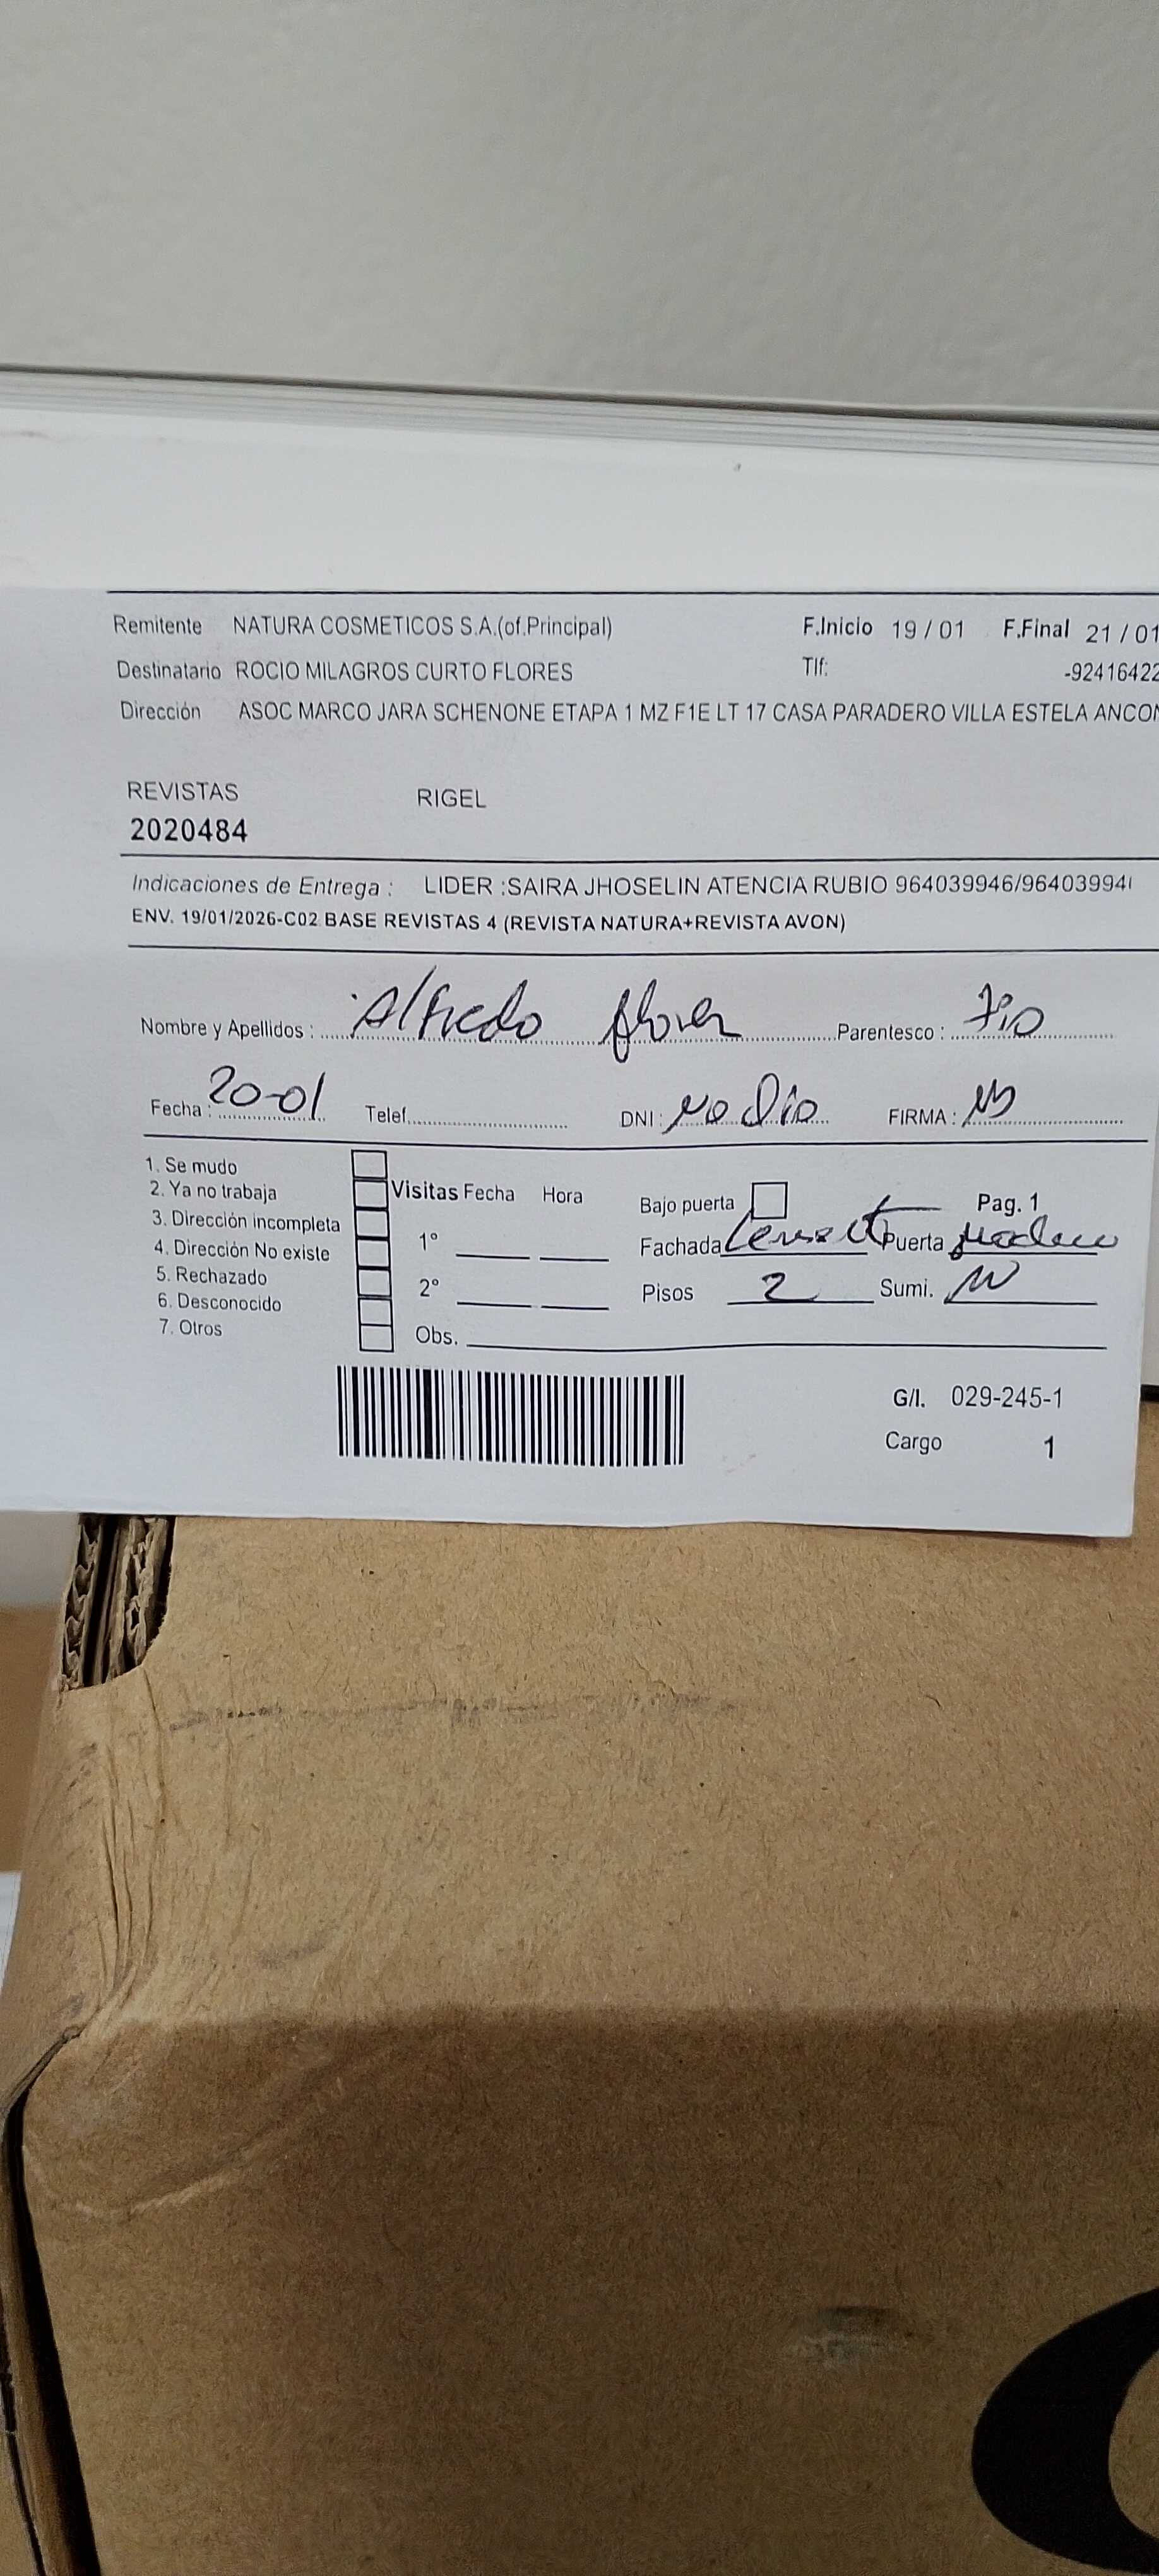 Remitente NATURA COSMETICOS S.A.(of.Principal) F.Inicio 19 / 01 F.Final 21 / 01
Destinatario ROCIO MILAGROS CURTO FLORES Tlf: -92416422
Dirección ASOC MARCO JARA SCHENONE ETAPA 1 MZ F1E LT 17 CASA PARADERO VILLA ESTELA ANCON
REVISTAS RIGEL
2020484
Indicaciones de Entrega : LIDER :SAIRA JHOSELIN ATENCIA RUBIO 964039946/96403994
ENV. 19/01/2026-C02 BASE REVISTAS 4 (REVISTA NATURA+REVISTA AVON)
Nombre y Apellidos : Alfredo flores Parentesco : Tio
Fecha : 20-01 Telef. DNI : No Dio FIRMA :
1. Se mudo
2. Ya no trabaja
3. Dirección incompleta
4. Dirección No existe
5. Rechazado
6. Desconocido
7. Otros
Visitas Fecha Hora
1°
2°
Obs.
Bajo puerta Pag. 1
Fachada Puerta
Pisos 2 Sumi.
G/I. 029-245-1
Cargo 1